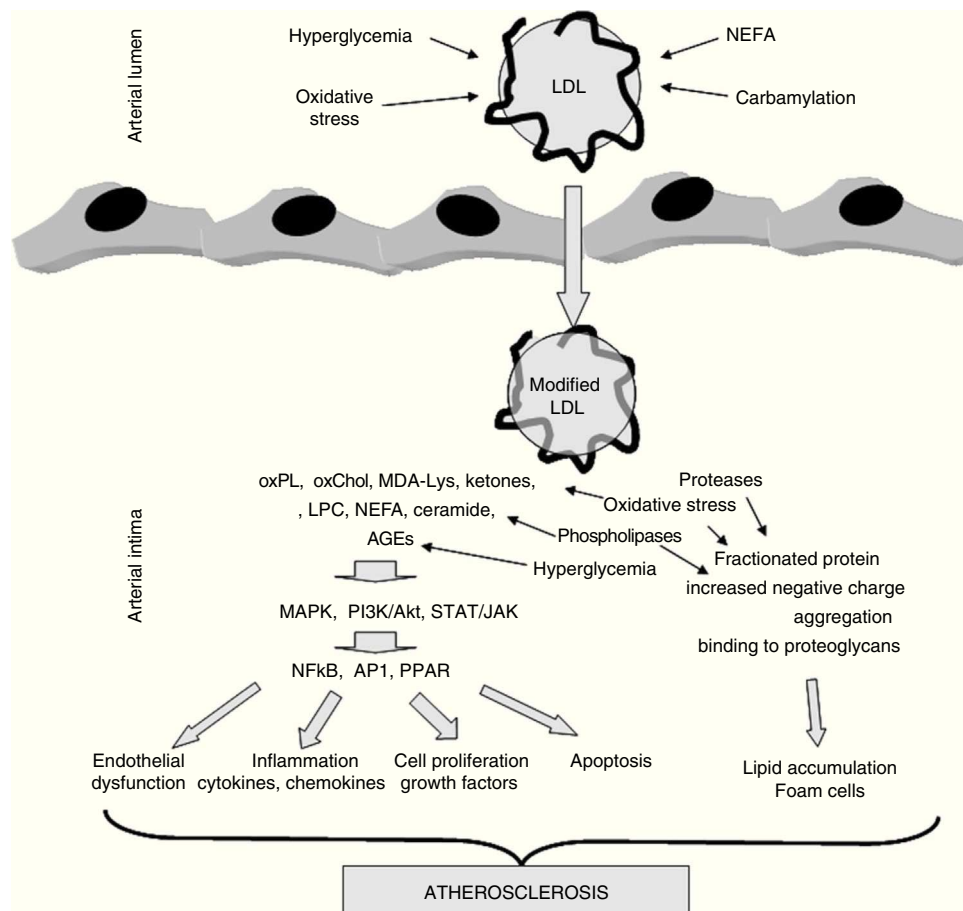 Arterial lumen
Hyperglycemia
NEFA
LDL
Oxidative
stress
Carbamylation
Modified
LDL
Arterial intima
oxPL, oxChol, MDA-Lys, ketones,
, LPC, NEFA, ceramide,
AGEs
Proteases
Oxidative stress
Phospholipases
Hyperglycemia
Fractionated protein
increased negative charge
aggregation
binding to proteoglycans
MAPK, PI3K/Akt, STAT/JAK
NFkB, AP1, PPAR
Endothelial
dysfunction
Inflammation
cytokines, chemokines
Cell proliferation
growth factors
Apoptosis
Lipid accumulation
Foam cells
ATHEROSCLEROSIS